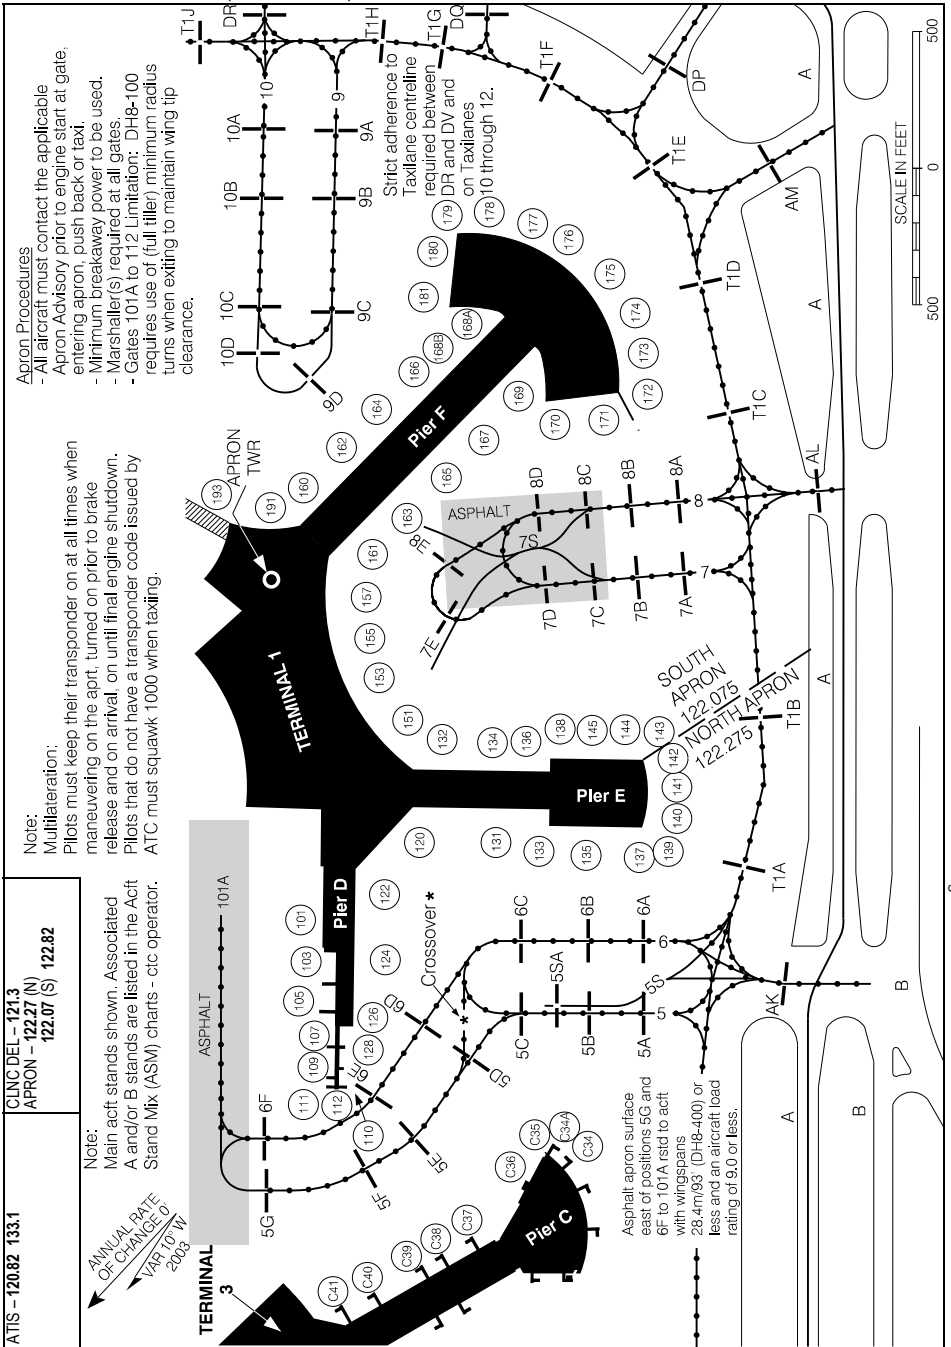 ATIS – 120.82 133.1
CLNC DEL – 121.3
APRON – 122.27 (N)
122.07 (S) 122.82
ANNUAL RATE
OF CHANGE 0'
VAR 10° W
2003
Note:
Main acft stands shown. Associated
A and/or B stands are listed in the Acft
Stand Mix (ASM) charts - ctc operator.
Note:
Multilateration:
Pilots must keep their transponder on at all times when
maneuvering on the aprt, turned on prior to brake
release and on arrival, on until final engine shutdown.
Pilots that do not have a transponder code issued by
ATC must squawk 1000 when taxiing.
Apron Procedures
- All aircraft must contact the applicable
Apron Advisory prior to engine start at gate,
entering apron, push back or taxi.
- Minimum breakaway power to be used.
- Marshaller(s) required at all gates.
- Gates 101A to 112 Limitation: DH8-100
requires use of (full tiller) minimum radius
turns when exiting to maintain wing tip
clearance.
Strict adherence to
Taxilane centreline
required between
DR and DV and
on Taxilanes
10 through 12.
T1J
DR
T1H
T1G
DQ
T1F
DP
T1E
AM
T1D
T1C
AL
T1B
T1A
AK
10
10A
10B
10C
10D
9
9A
9B
9C
9D
193
APRON
TWR
191
160
162
164
166
168B
168A
181
180
179
178
177
176
175
174
173
172
171
170
169
167
165
163
161
157
155
153
151
132
134
136
138
145
144
143
142
141
140
139
137
135
133
131
120
122
124
126
128
110
112
111
109
107
105
103
101
101A
ASPHALT
ASPHALT
TERMINAL 1
Pier F
Pier E
Pier D
Pier C
TERMINAL
3
8E
8D
8C
8B
8A
8
7S
7E
7D
7C
7B
7A
7
SOUTH
APRON
122.075
NORTH APRON
122.275
Crossover *
*
6F
6E
6D
6C
6B
6A
6
5SA
5S
5G
5F
5E
5D
5C
5B
5A
5
C41
C40
C39
C38
C37
C36
C35
C34A
C34
Asphalt apron surface
east of positions 5G and
6F to 101A rstd to acft
with wingspans
28.4m/93' (DH8-400) or
less and an aircraft load
rating of 9.0 or less.
A
A
A
A
A
B
B
SCALE IN FEET
500
0
500